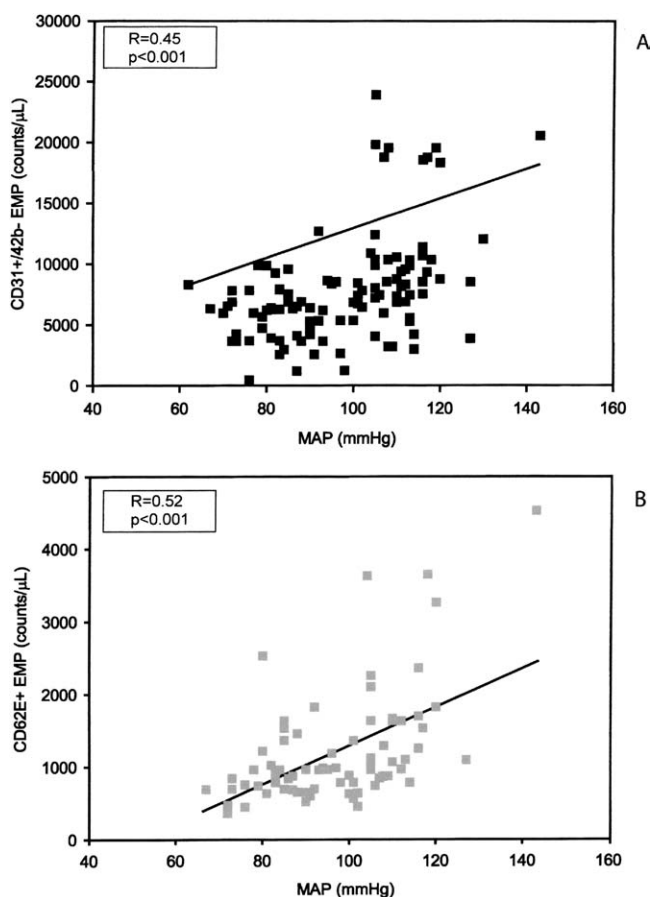 A
R=0.45
p<0.001
30000
25000
20000
15000
10000
5000
0
CD31+/42b- EMP (counts/μL)
40 60 80 100 120 140 160
MAP (mmHg)
B
R=0.52
p<0.001
5000
4000
3000
2000
1000
0
CD62E+ EMP (counts/μL)
40 60 80 100 120 140 160
MAP (mmHg)